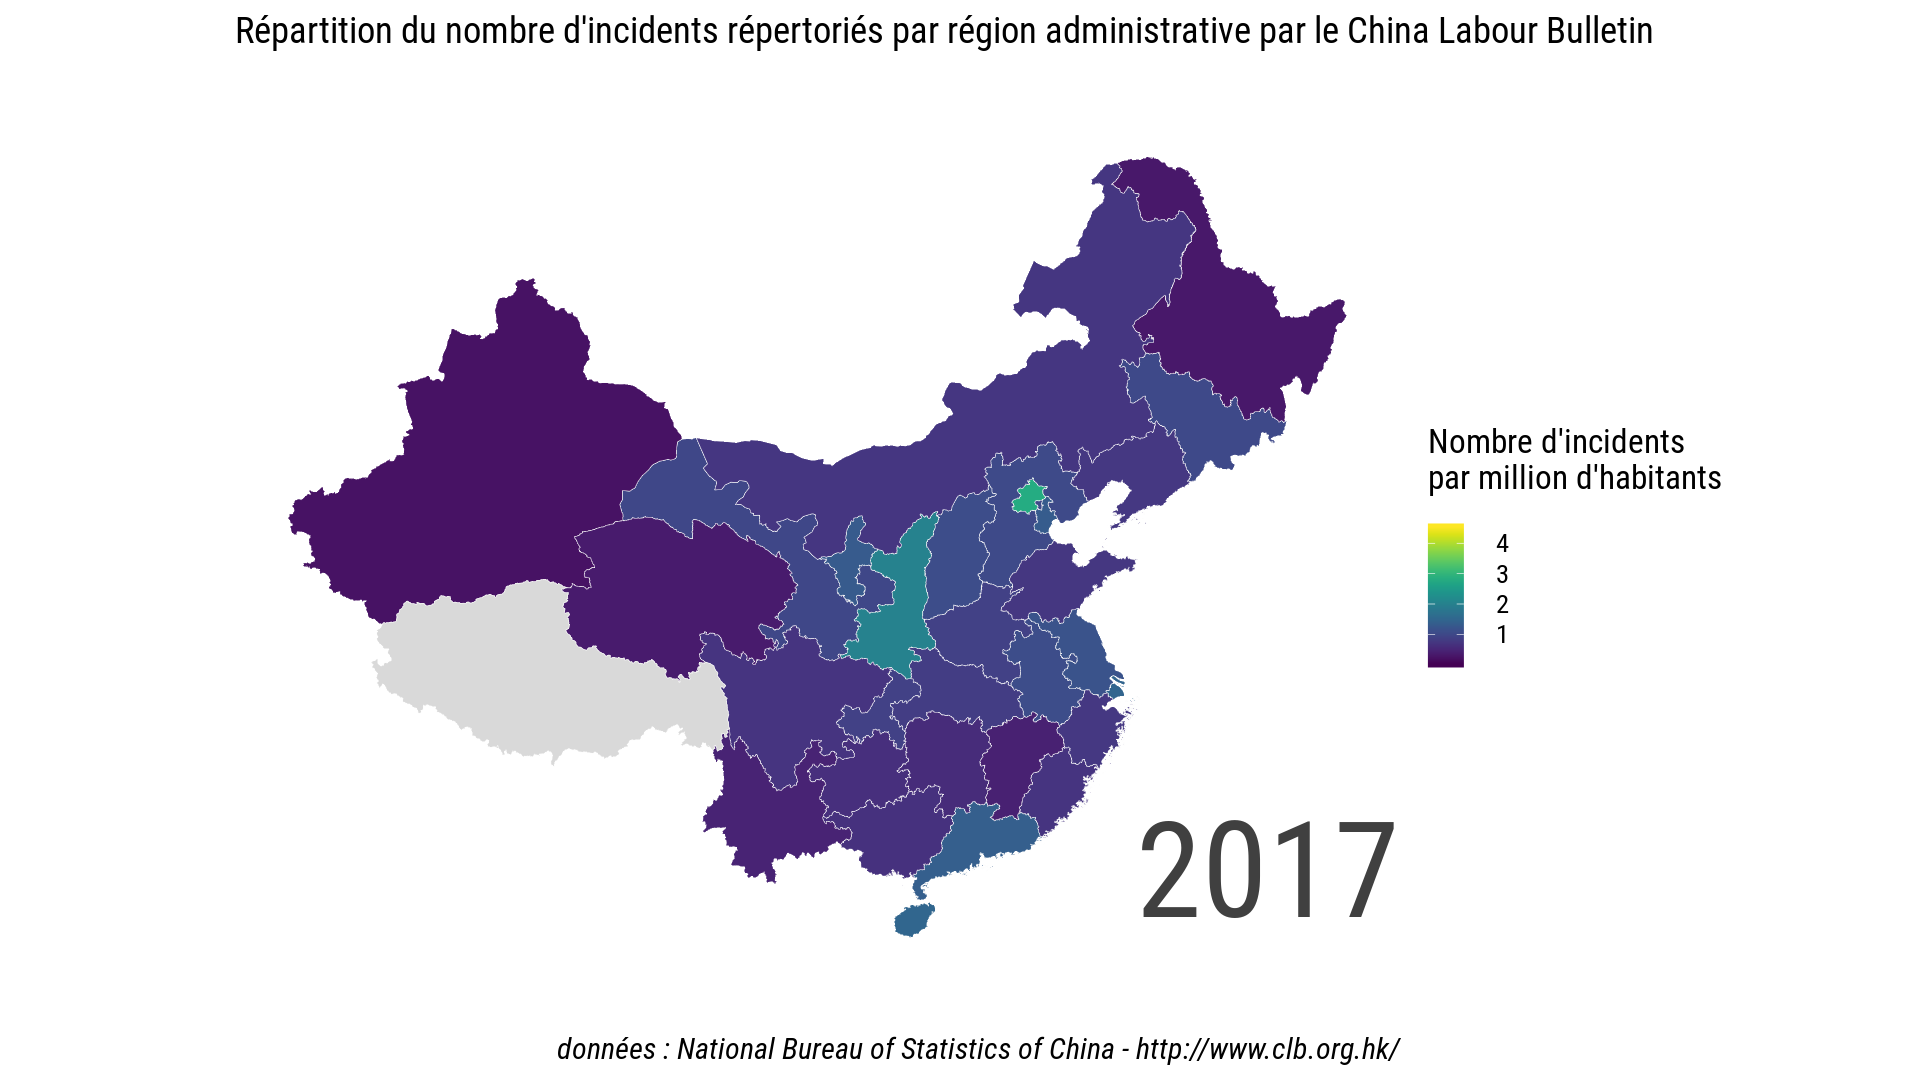 Répartition du nombre d'incidents répertoriés par région administrative par le China Labour Bulletin
Nombre d'incidents
par million d'habitants
4
3
2
1
2017
données : National Bureau of Statistics of China - http://www.clb.org.hk/